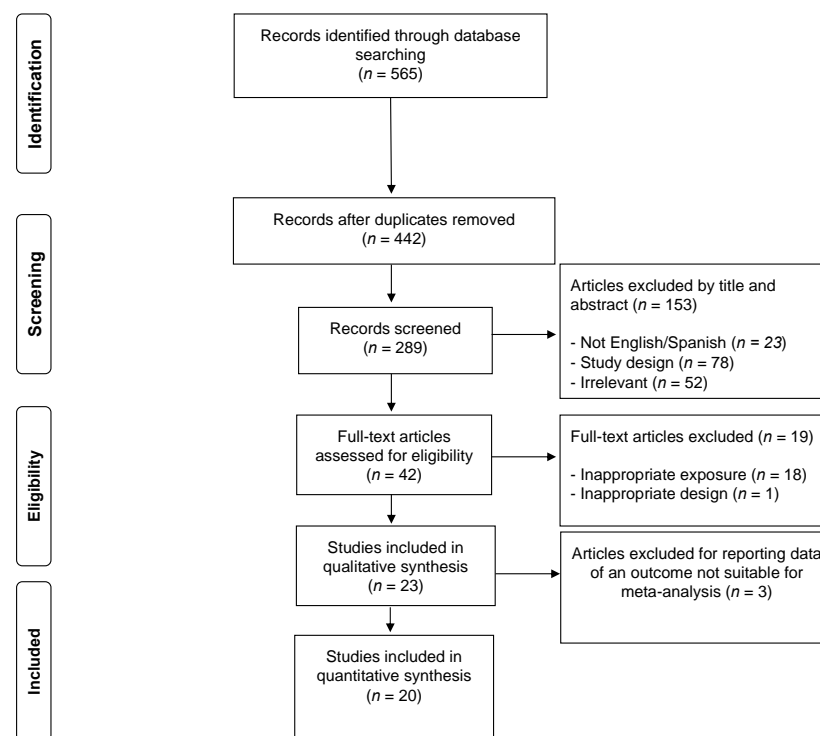 Identification
Records identified through database
searching
(n = 565)
Records after duplicates removed
(n = 442)
Screening
Records screened
(n = 289)
Articles excluded by title and
abstract (n = 153)
- Not English/Spanish (n = 23)
- Study design (n = 78)
- Irrelevant (n = 52)
Eligibility
Full-text articles
assessed for eligibility
(n = 42)
Full-text articles excluded (n = 19)
- Inappropriate exposure (n = 18)
- Inappropriate design (n = 1)
Studies included in
qualitative synthesis
(n = 23)
Articles excluded for reporting data
of an outcome not suitable for
meta-analysis (n = 3)
Included
Studies included in
quantitative synthesis
(n = 20)